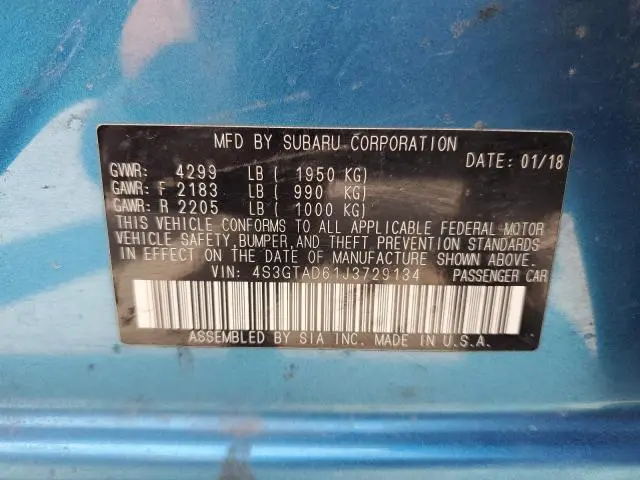 MFD BY SUBARU CORPORATION
DATE: 01/18
GVWR: 4299 LB ( 1950 KG)
GAWR: F 2183 LB ( 990 KG)
GAWR: R 2205 LB ( 1000 KG)
THIS VEHICLE CONFORMS TO ALL APPLICABLE FEDERAL MOTOR
VEHICLE SAFETY, BUMPER, AND THEFT PREVENTION STANDARDS
IN EFFECT ON THE DATE OF MANUFACTURE SHOWN ABOVE.
VIN: 4S3GTAD61J3729134 PASSENGER CAR
ASSEMBLED BY SIA INC. MADE IN U.S.A.